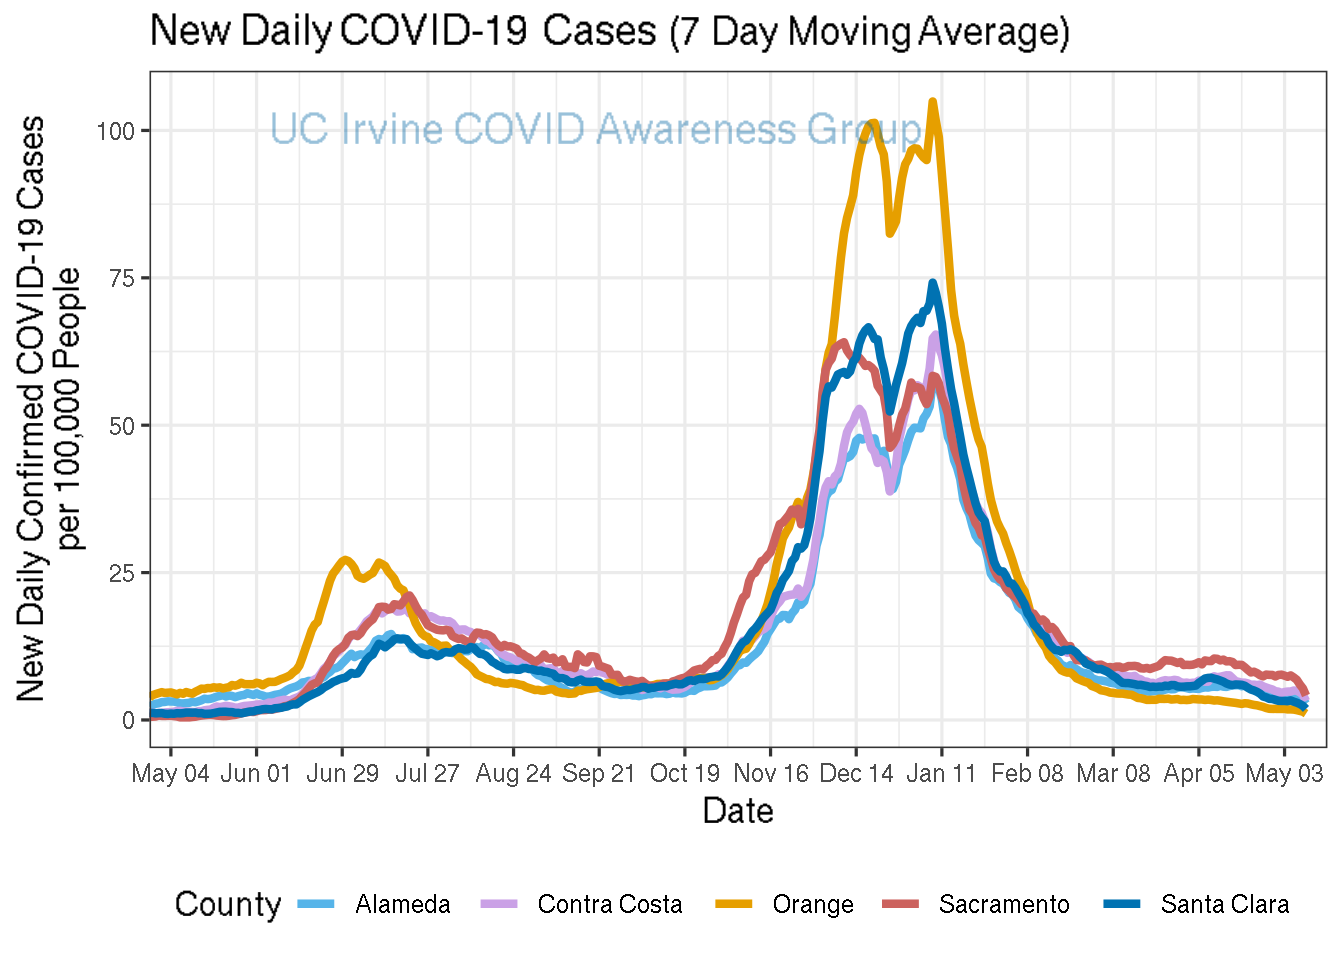 New Daily COVID-19 Cases (7 Day Moving Average)
UC Irvine COVID Awareness Group
New Daily Confirmed COVID-19 Cases
per 100,000 People
100
75
50
25
0
May 04 Jun 01 Jun 29 Jul 27 Aug 24 Sep 21 Oct 19 Nov 16 Dec 14 Jan 11 Feb 08 Mar 08 Apr 05 May 03
Date
County Alameda Contra Costa Orange Sacramento Santa Clara